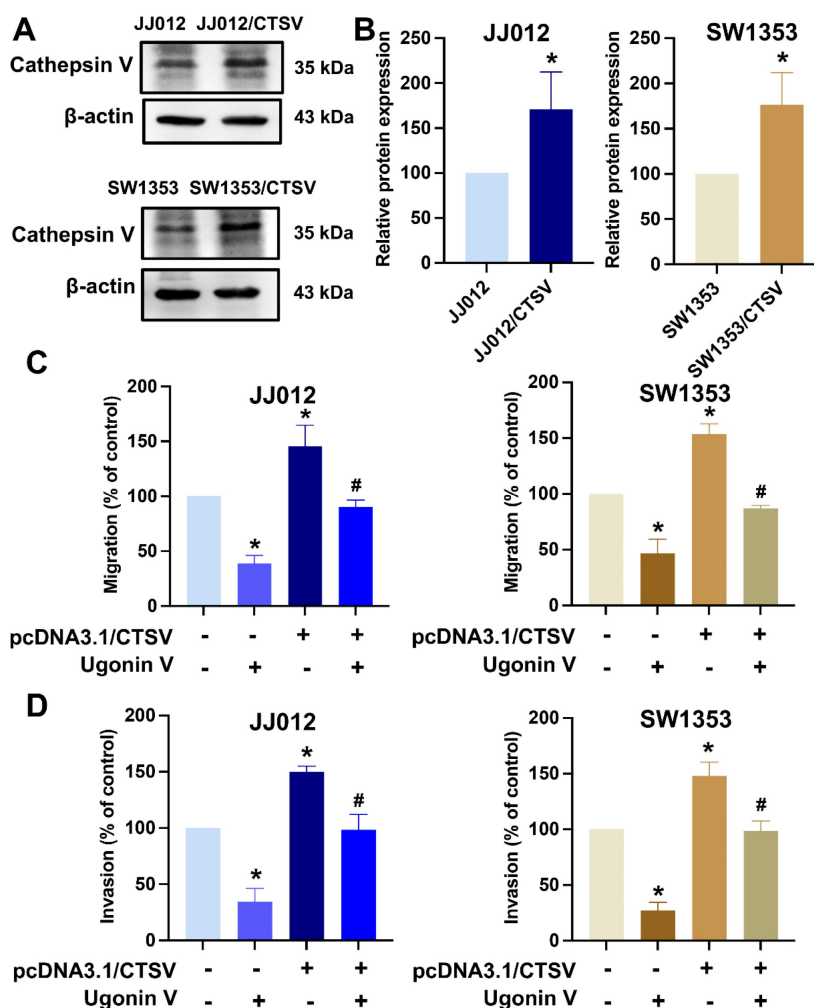 A
JJ012 JJ012/CTSV
Cathepsin V
35 kDa
β-actin
43 kDa
SW1353 SW1353/CTSV
Cathepsin V
35 kDa
β-actin
43 kDa
B
JJ012
Relative protein expression
250
200
150
100
50
0
*
JJ012
JJ012/CTSV
SW1353
Relative protein expression
250
200
150
100
50
0
*
SW1353
SW1353/CTSV
C
JJ012
Migration (% of control)
200
150
100
50
0
* * #
pcDNA3.1/CTSV - - + +
Ugonin V - + - +
SW1353
Migration (% of control)
200
150
100
50
0
* * #
pcDNA3.1/CTSV - - + +
Ugonin V - + - +
D
JJ012
Invasion (% of control)
200
150
100
50
0
* * #
pcDNA3.1/CTSV - - + +
Ugonin V - + - +
SW1353
Invasion (% of control)
200
150
100
50
0
* * #
pcDNA3.1/CTSV - - + +
Ugonin V - + - +